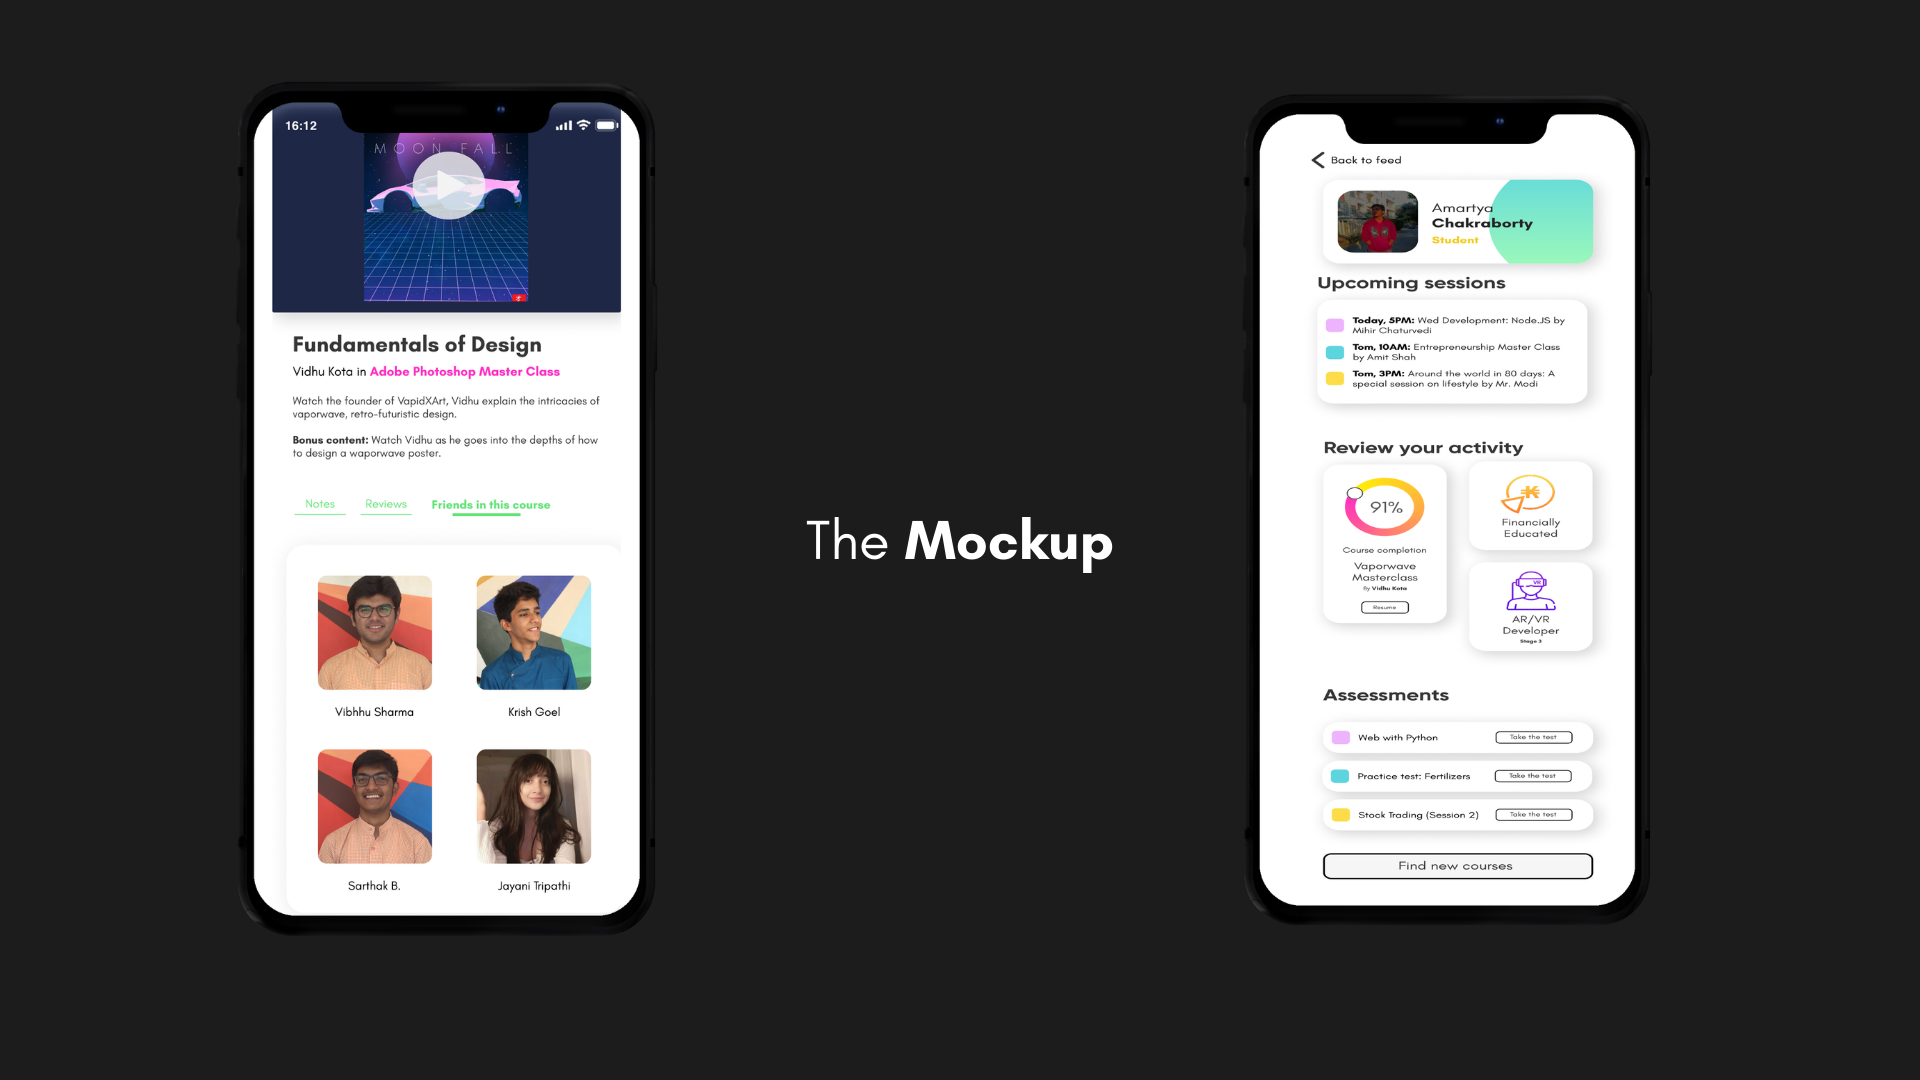 16:12
MOON FALL
Fundamentals of Design
Vidhu Kota in Adobe Photoshop Master Class
Watch the founder of VapidXArt, Vidhu explain the intricacies of
vaporwave, retro-futuristic design.
Bonus content: Watch Vidhu as he goes into the depths of how
to design a waporwave poster.
Notes
Reviews
Friends in this course
Vibhhu Sharma
Krish Goel
Sarthak B.
Jayani Tripathi
The Mockup
Back to feed
Amartya
Chakraborty
Student
Upcoming sessions
Today, 5PM: Wed Development: Node.JS by
Mihir Chaturvedi
Tom, 10AM: Entrepreneurship Master Class
by Amit Shah
Tom, 3PM: Around the world in 80 days: A
special session on lifestyle by Mr. Modi
Review your activity
91%
Course completion
Vaporwave
Masterclass
By Vidhu Kota
Resume
Financially
Educated
VR
AR/VR
Developer
Stage 3
Assessments
Web with Python
Take the test
Practice test: Fertilizers
Take the test
Stock Trading (Session 2)
Take the test
Find new courses